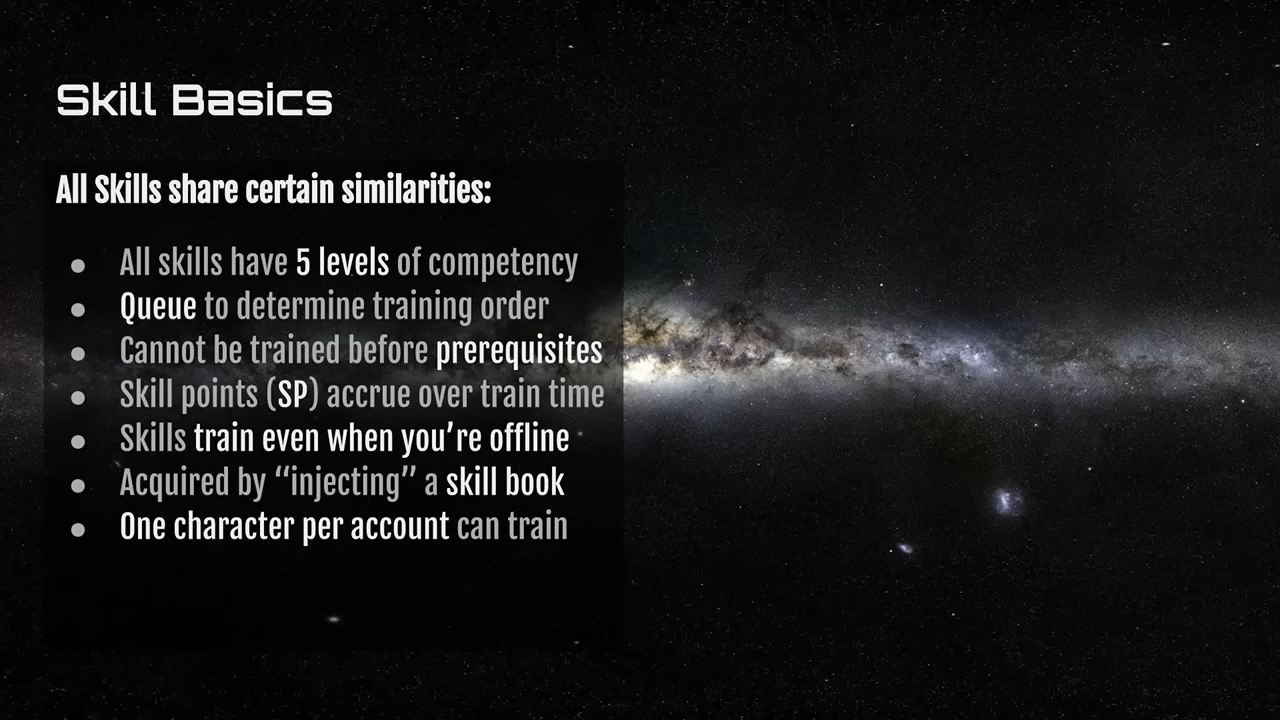 Skill Basics
All Skills share certain similarities:
● All skills have 5 levels of competency
● Queue to determine training order
● Cannot be trained before prerequisites
● Skill points (SP) accrue over train time
● Skills train even when you’re offline
● Acquired by “injecting” a skill book
● One character per account can train